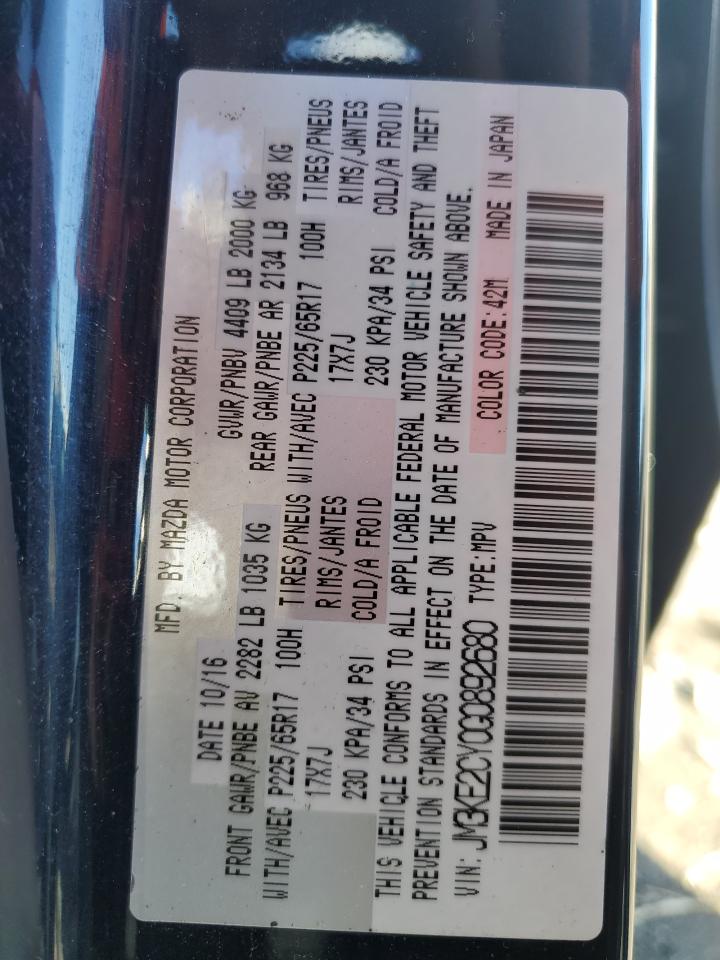 MFD. BY MAZDA MOTOR CORPORATION
DATE 10/16 GVWR/PNBV 4409 LB 2000 KG
FRONT GAWR/PNBE AV 2282 LB 1035 KG REAR GAWR/PNBE AR 2134 LB 968 KG
WITH/AVEC P225/65R17 100H TIRES/PNEUS WITH/AVEC P225/65R17 100H TIRES/PNEUS
17X7J RIMS/JANTES 17X7J RIMS/JANTES
230 KPA/34 PSI COLD/A FROID 230 KPA/34 PSI COLD/A FROID
THIS VEHICLE CONFORMS TO ALL APPLICABLE FEDERAL MOTOR VEHICLE SAFETY AND THEFT
PREVENTION STANDARDS IN EFFECT ON THE DATE OF MANUFACTURE SHOWN ABOVE.
VIN: JM3KE2CY0G0892680 TYPE:MPV COLOR CODE:42M MADE IN JAPAN